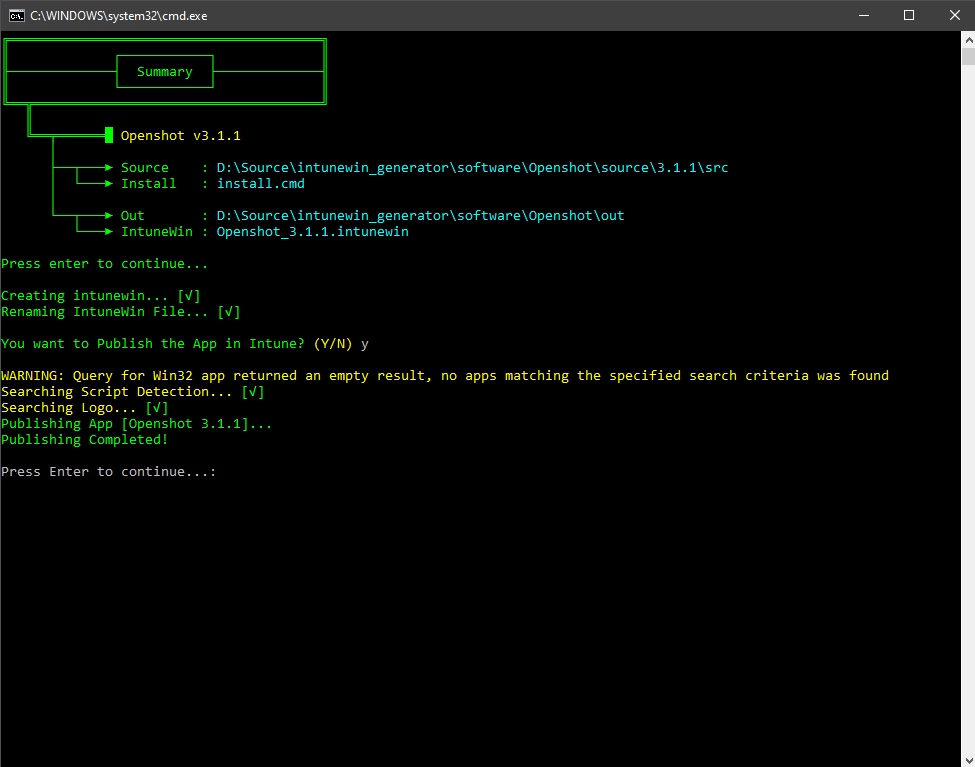 C:\WINDOWS\system32\cmd.exe
Summary
Openshot v3.1.1
Source : D:\Source\intunewin_generator\software\Openshot\source\3.1.1\src
Install : install.cmd
Out : D:\Source\intunewin_generator\software\Openshot\out
IntuneWin : Openshot_3.1.1.intunewin
Press enter to continue...
Creating intunewin... [√]
Renaming IntuneWin File... [√]
You want to Publish the App in Intune? (Y/N) y
WARNING: Query for Win32 app returned an empty result, no apps matching the specified search criteria was found
Searching Script Detection... [√]
Searching Logo... [√]
Publishing App [Openshot 3.1.1]...
Publishing Completed!
Press Enter to continue...: